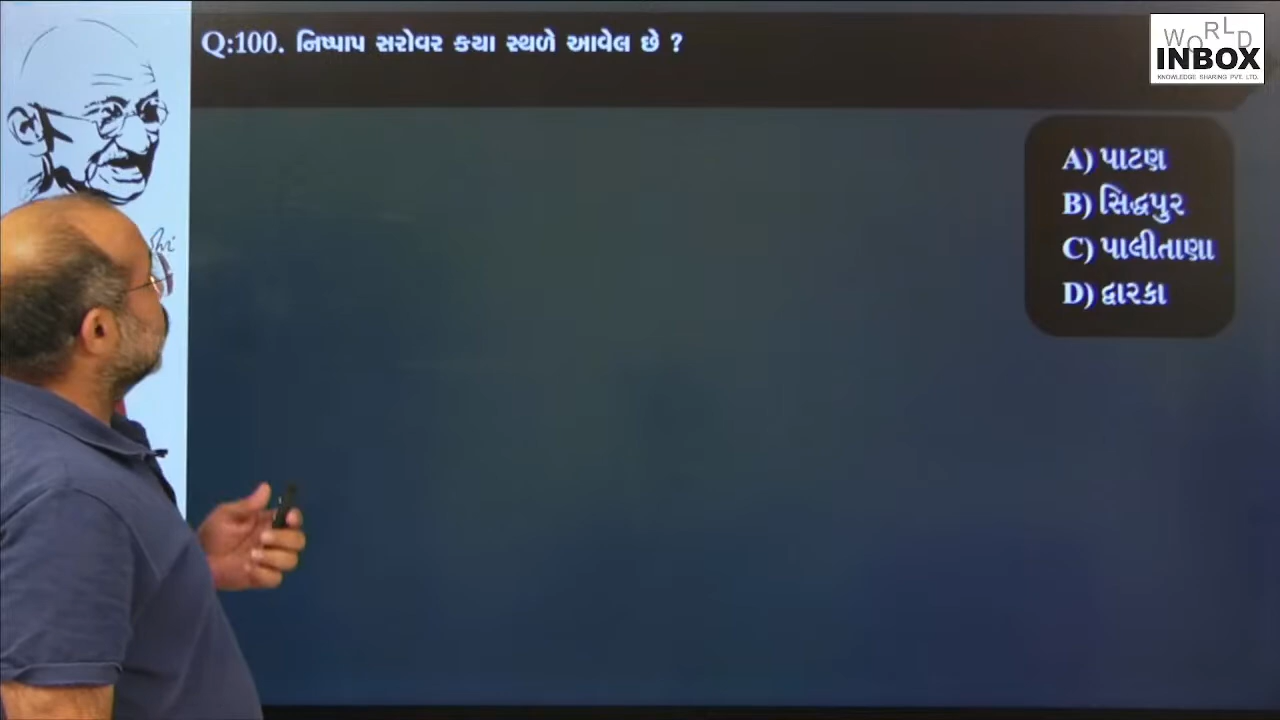 Q:100. નિષ્પાપ સરોવર કયા સ્થળે આવેલ છે ?
WORLD
INBOX
KNOWLEDGE SHARING PVT. LTD.
A) પાટણ
B) સિદ્ધપુર
C) પાલીતાણા
D) દ્વારકા